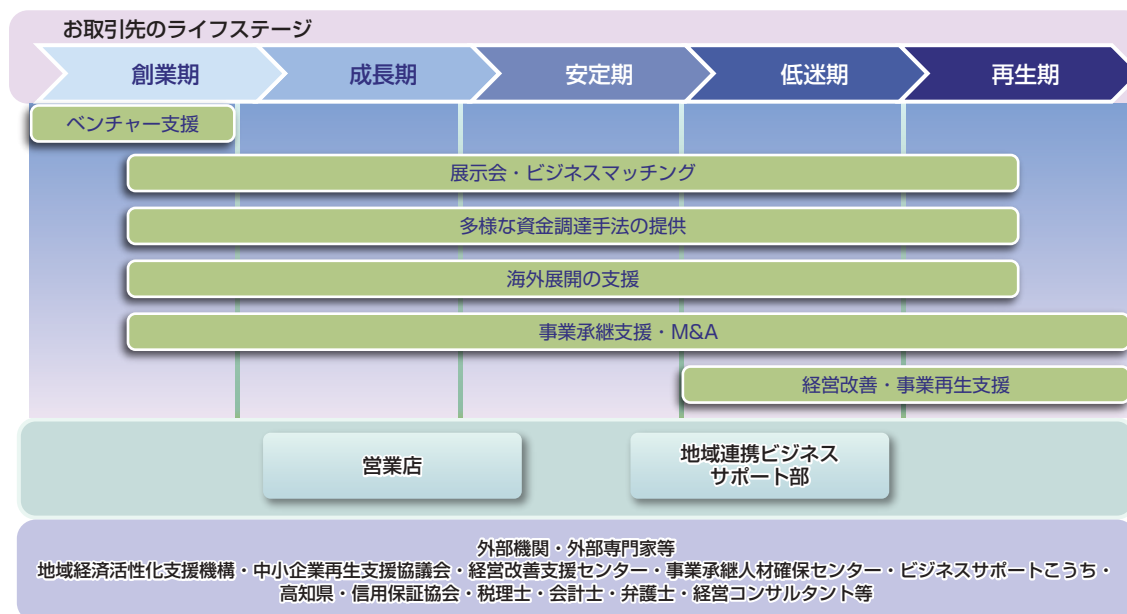 お取引先のライフステージ
創業期
成長期
安定期
低迷期
再生期
ベンチャー支援
展示会・ビジネスマッチング
多様な資金調達手法の提供
海外展開の支援
事業承継支援・M&A
経営改善・事業再生支援
営業店
地域連携ビジネス
サポート部
外部機関・外部専門家等
地域経済活性化支援機構・中小企業再生支援協議会・経営改善支援センター・事業承継人材確保センター・ビジネスサポートこうち・
高知県・信用保証協会・税理士・会計士・弁護士・経営コンサルタント等